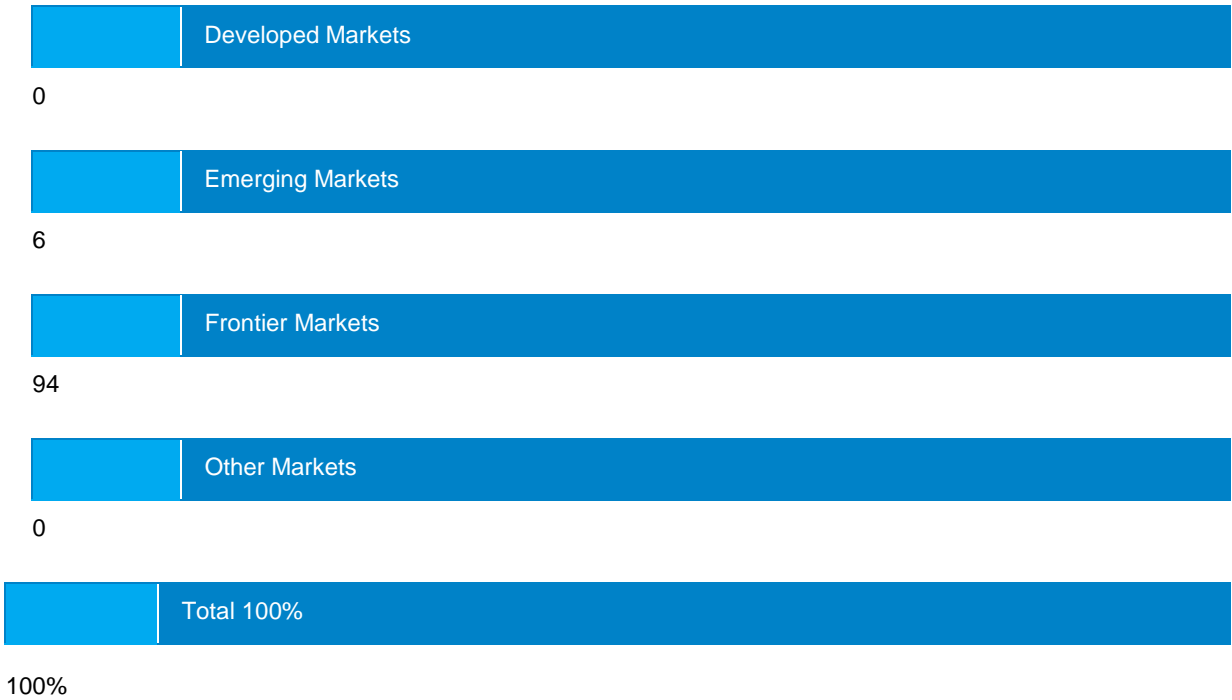 Developed Markets
0
Emerging Markets
6
Frontier Markets
94
Other Markets
0
Total 100%
100%